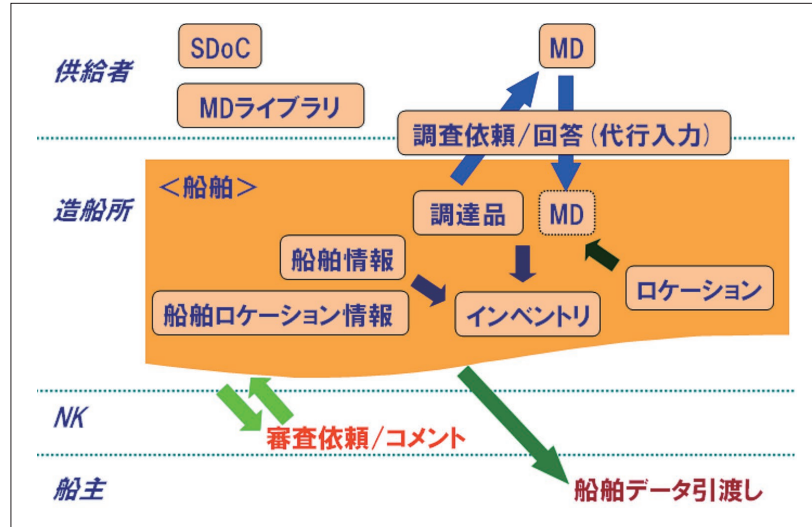 供給者
SDoC
MD
MDライブラリ
調査依頼/回答(代行入力)
造船所
<船舶>
調達品
MD
船舶情報
ロケーション
船舶ロケーション情報
インベントリ
NK
審査依頼/コメント
船主
船舶データ引渡し